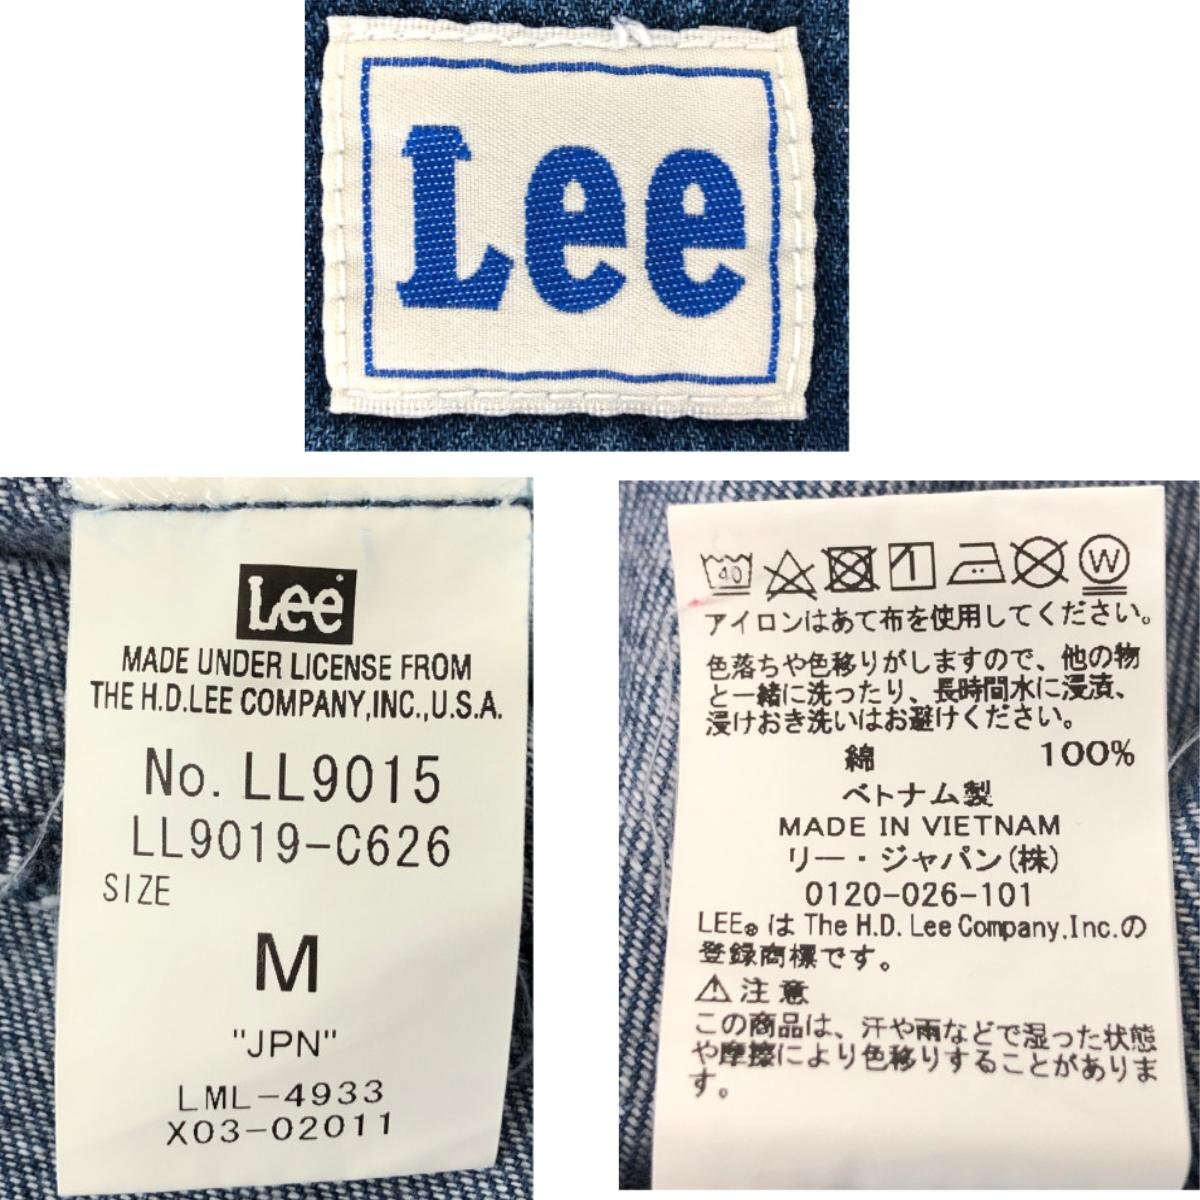 Lee
Lee
MADE UNDER LICENSE FROM
THE H.D.LEE COMPANY,INC.,U.S.A.
No. LL9015
LL9019-C626
SIZE
M
"JPN"
LML-4933
X03-02011
40 W
アイロンはあて布を使用してください。
色落ちや色移りがしますので、他の物
と一緒に洗ったり、長時間水に浸漬、
浸けおき洗いはお避けください。
綿 100%
ベトナム製
MADE IN VIETNAM
リー・ジャパン(株)
0120-026-101
LEE® は The H.D. Lee Company,Inc.の
登録商標です。
⚠注意
この商品は、汗や雨などで湿った状態
や摩擦により色移りすることがありま
す。